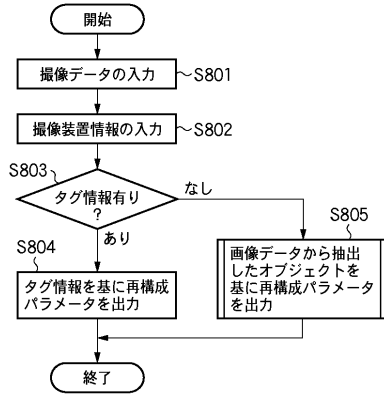 開始
撮像データの入力
S801
撮像装置情報の入力
S802
S803
タグ情報有り
?
なし
あり
S804
タグ情報を基に再構成
パラメータを出力
S805
画像データから抽出
したオブジェクトを
基に再構成パラメータ
を出力
終了